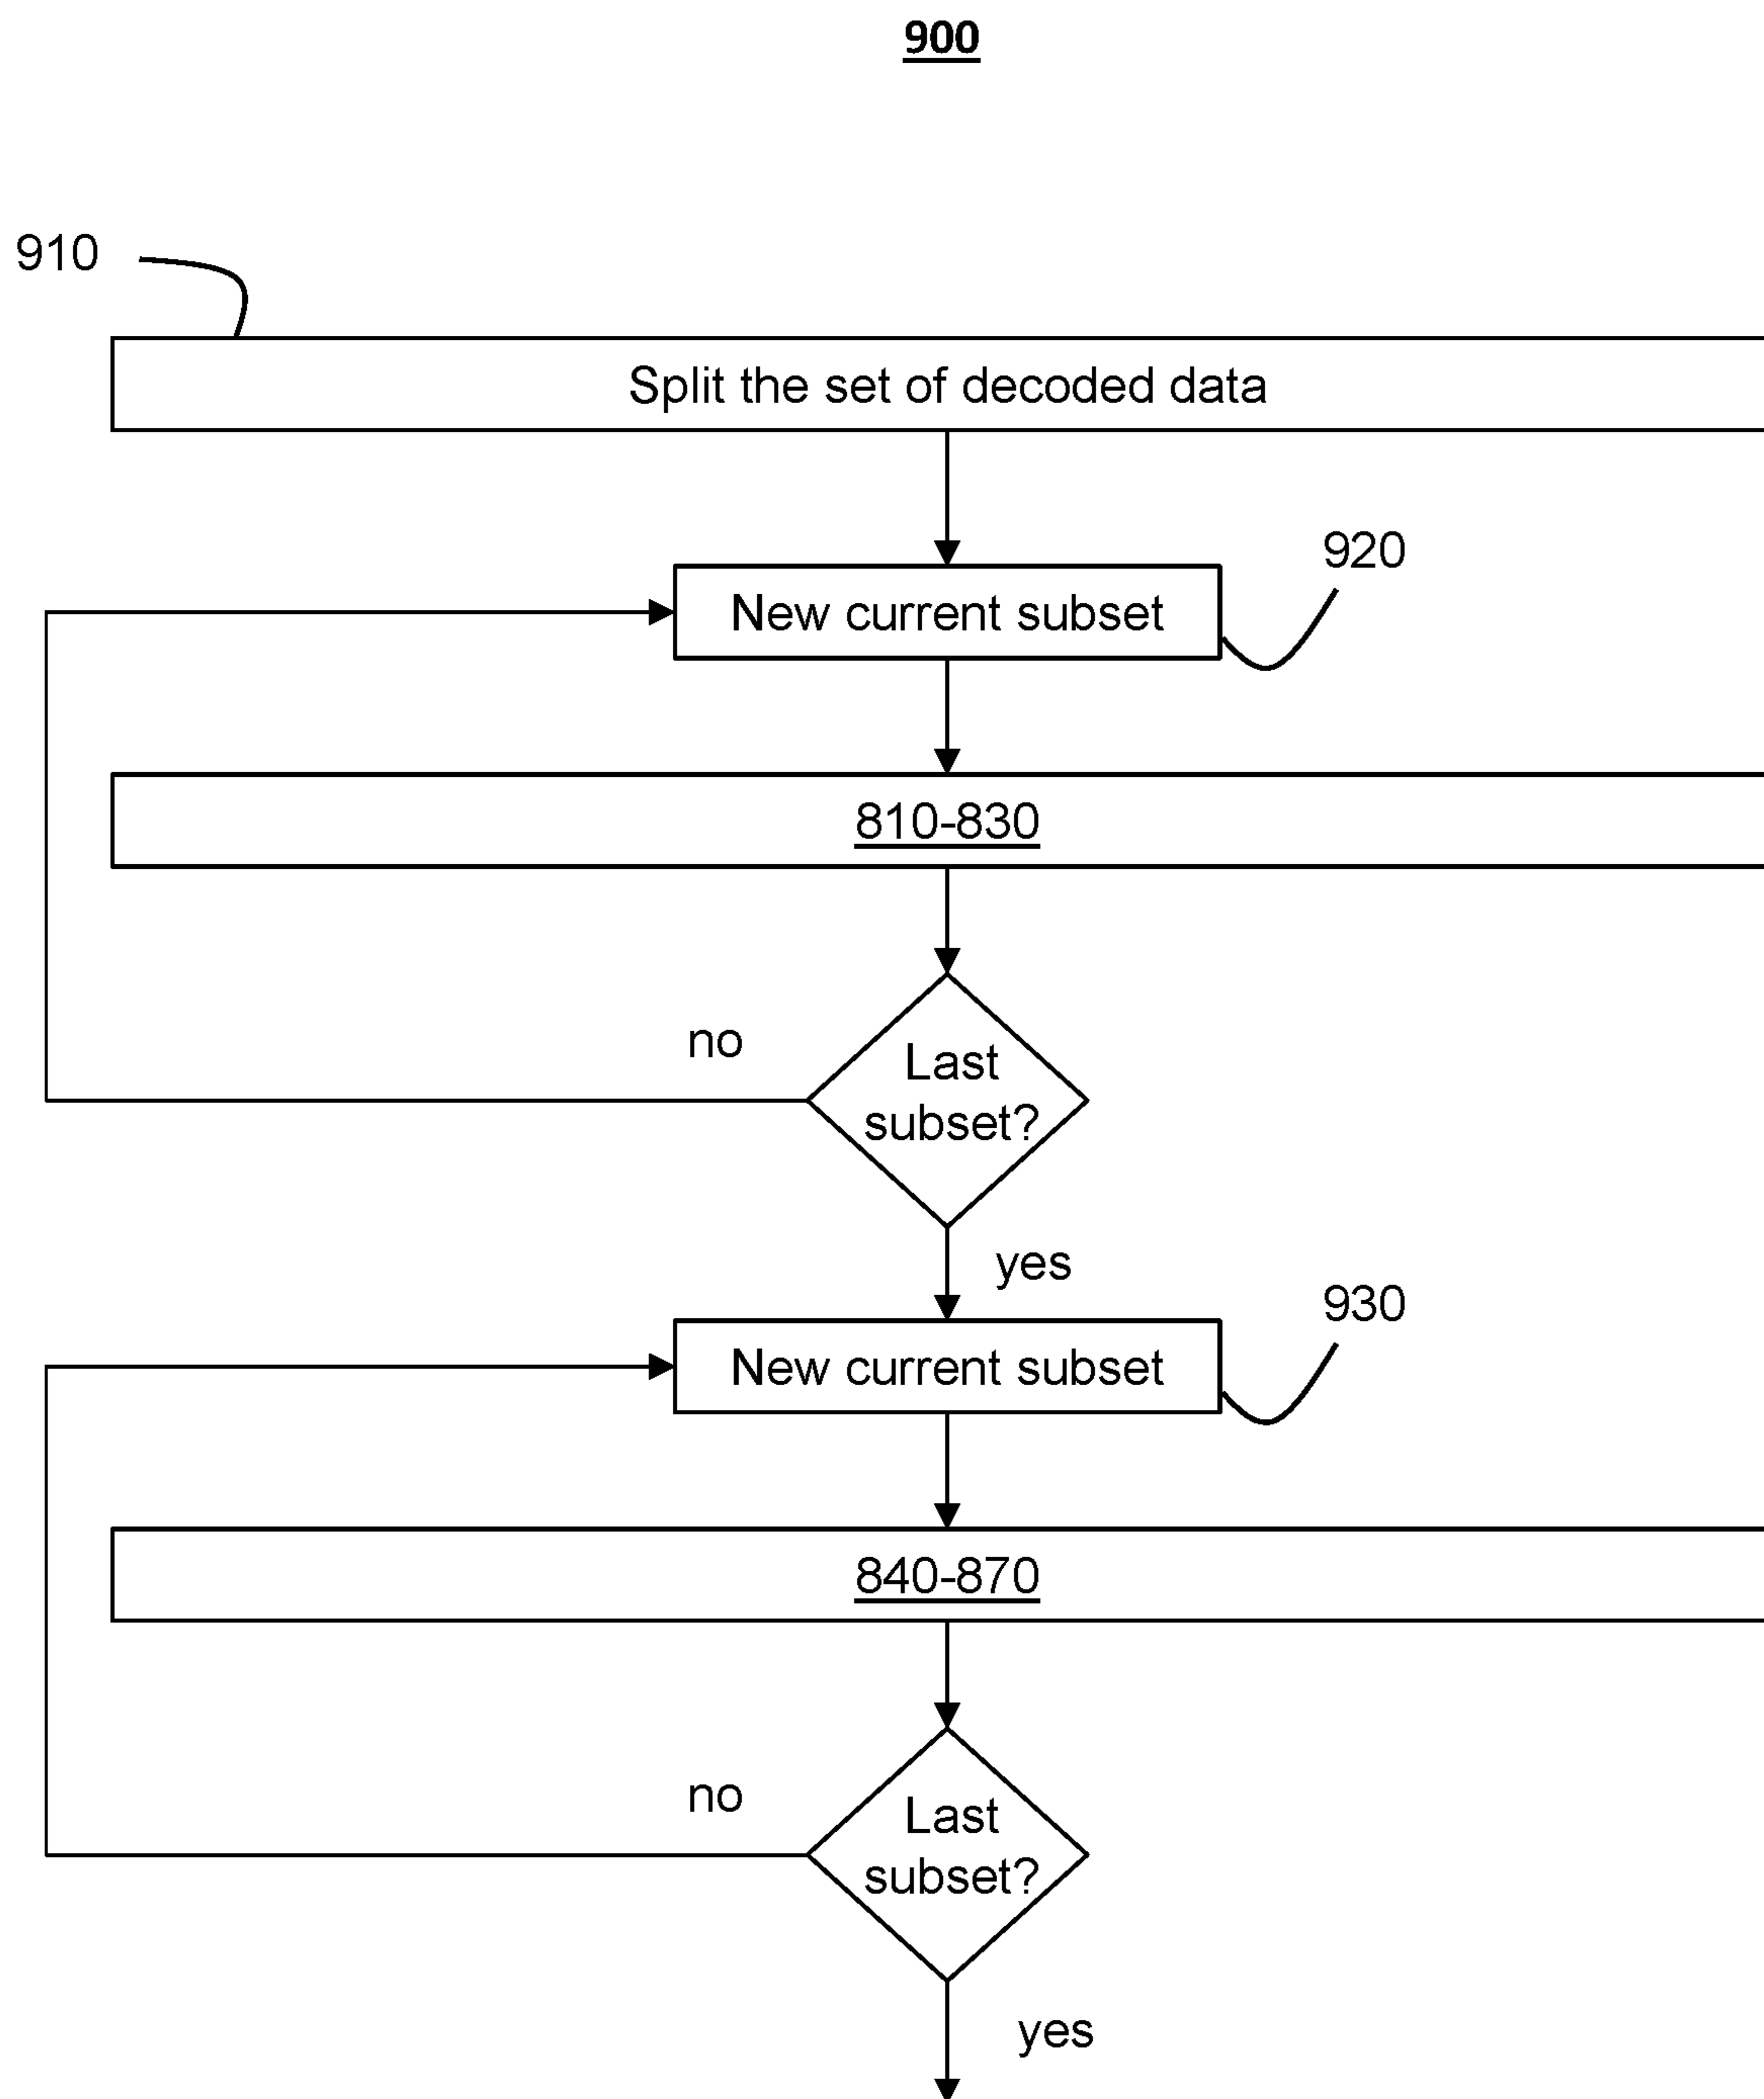 900
910
Split the set of decoded data
920
New current subset
810-830
no
Last
subset?
yes
930
New current subset
840-870
no
Last
subset?
yes